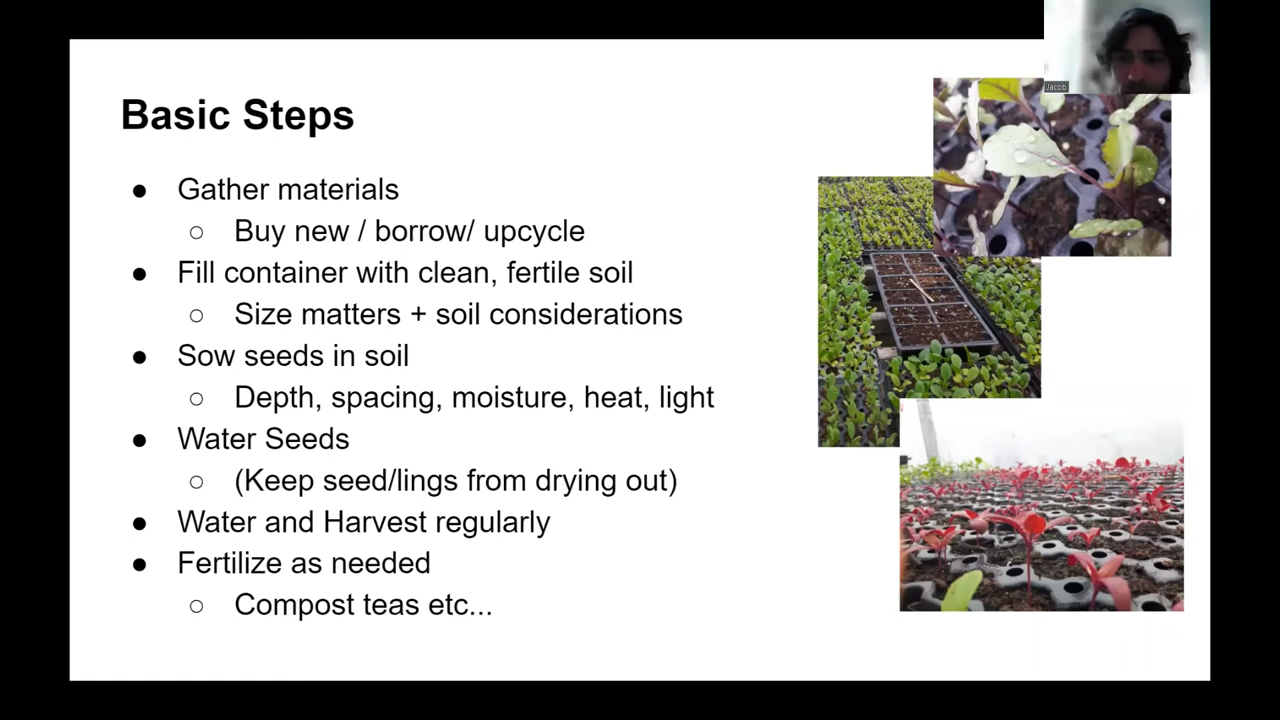 Basic Steps
● Gather materials
○ Buy new / borrow/ upcycle
● Fill container with clean, fertile soil
○ Size matters + soil considerations
● Sow seeds in soil
○ Depth, spacing, moisture, heat, light
● Water Seeds
○ (Keep seed/lings from drying out)
● Water and Harvest regularly
● Fertilize as needed
○ Compost teas etc...
Jacob